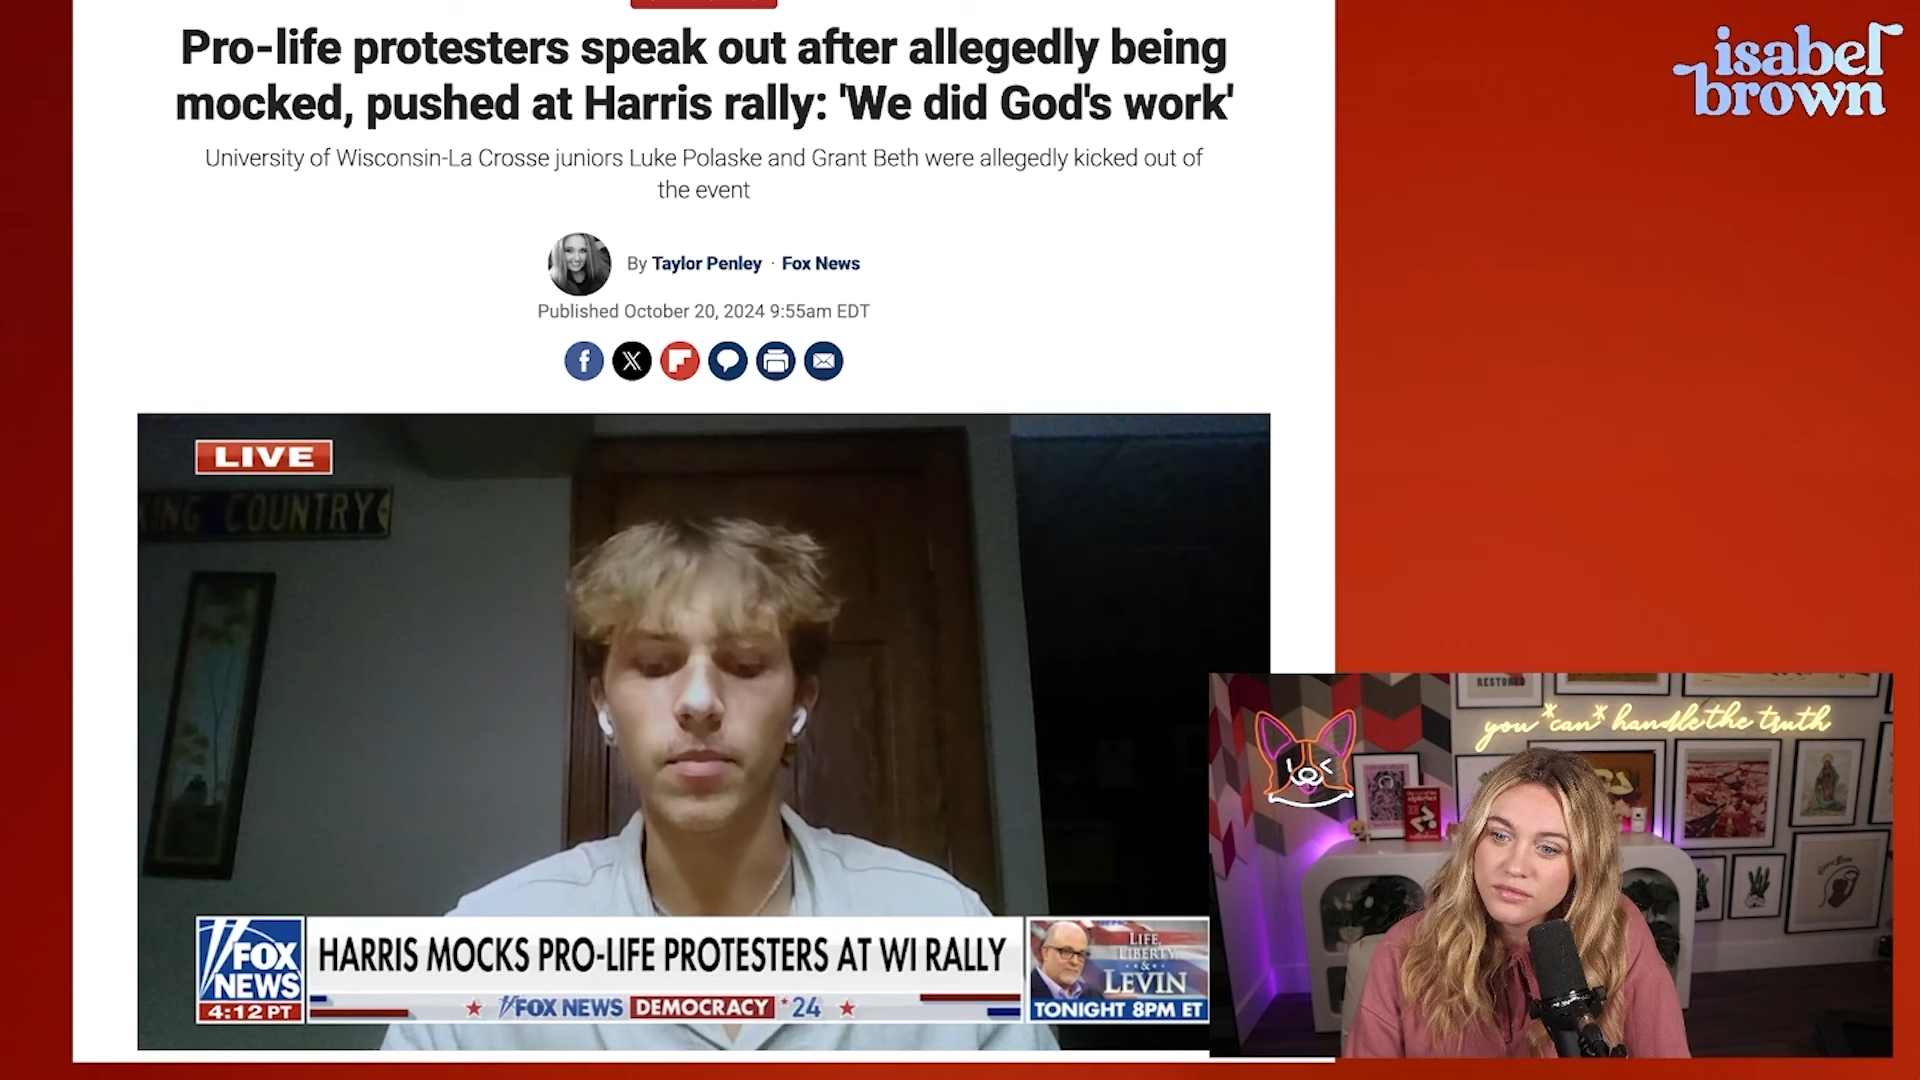 isabel
brown
Pro-life protesters speak out after allegedly being
mocked, pushed at Harris rally: 'We did God's work'
University of Wisconsin-La Crosse juniors Luke Polaske and Grant Beth were allegedly kicked out of
the event
By Taylor Penley · Fox News
Published October 20, 2024 9:55am EDT
LIVE
KING COUNTRY
RESTORED
you *can* handle the truth
FOX
NEWS
4:12 PT
HARRIS MOCKS PRO-LIFE PROTESTERS AT WI RALLY
FOX NEWS DEMOCRACY '24
LIFE,
LIBERTY
&
LEVIN
TONIGHT 8PM ET